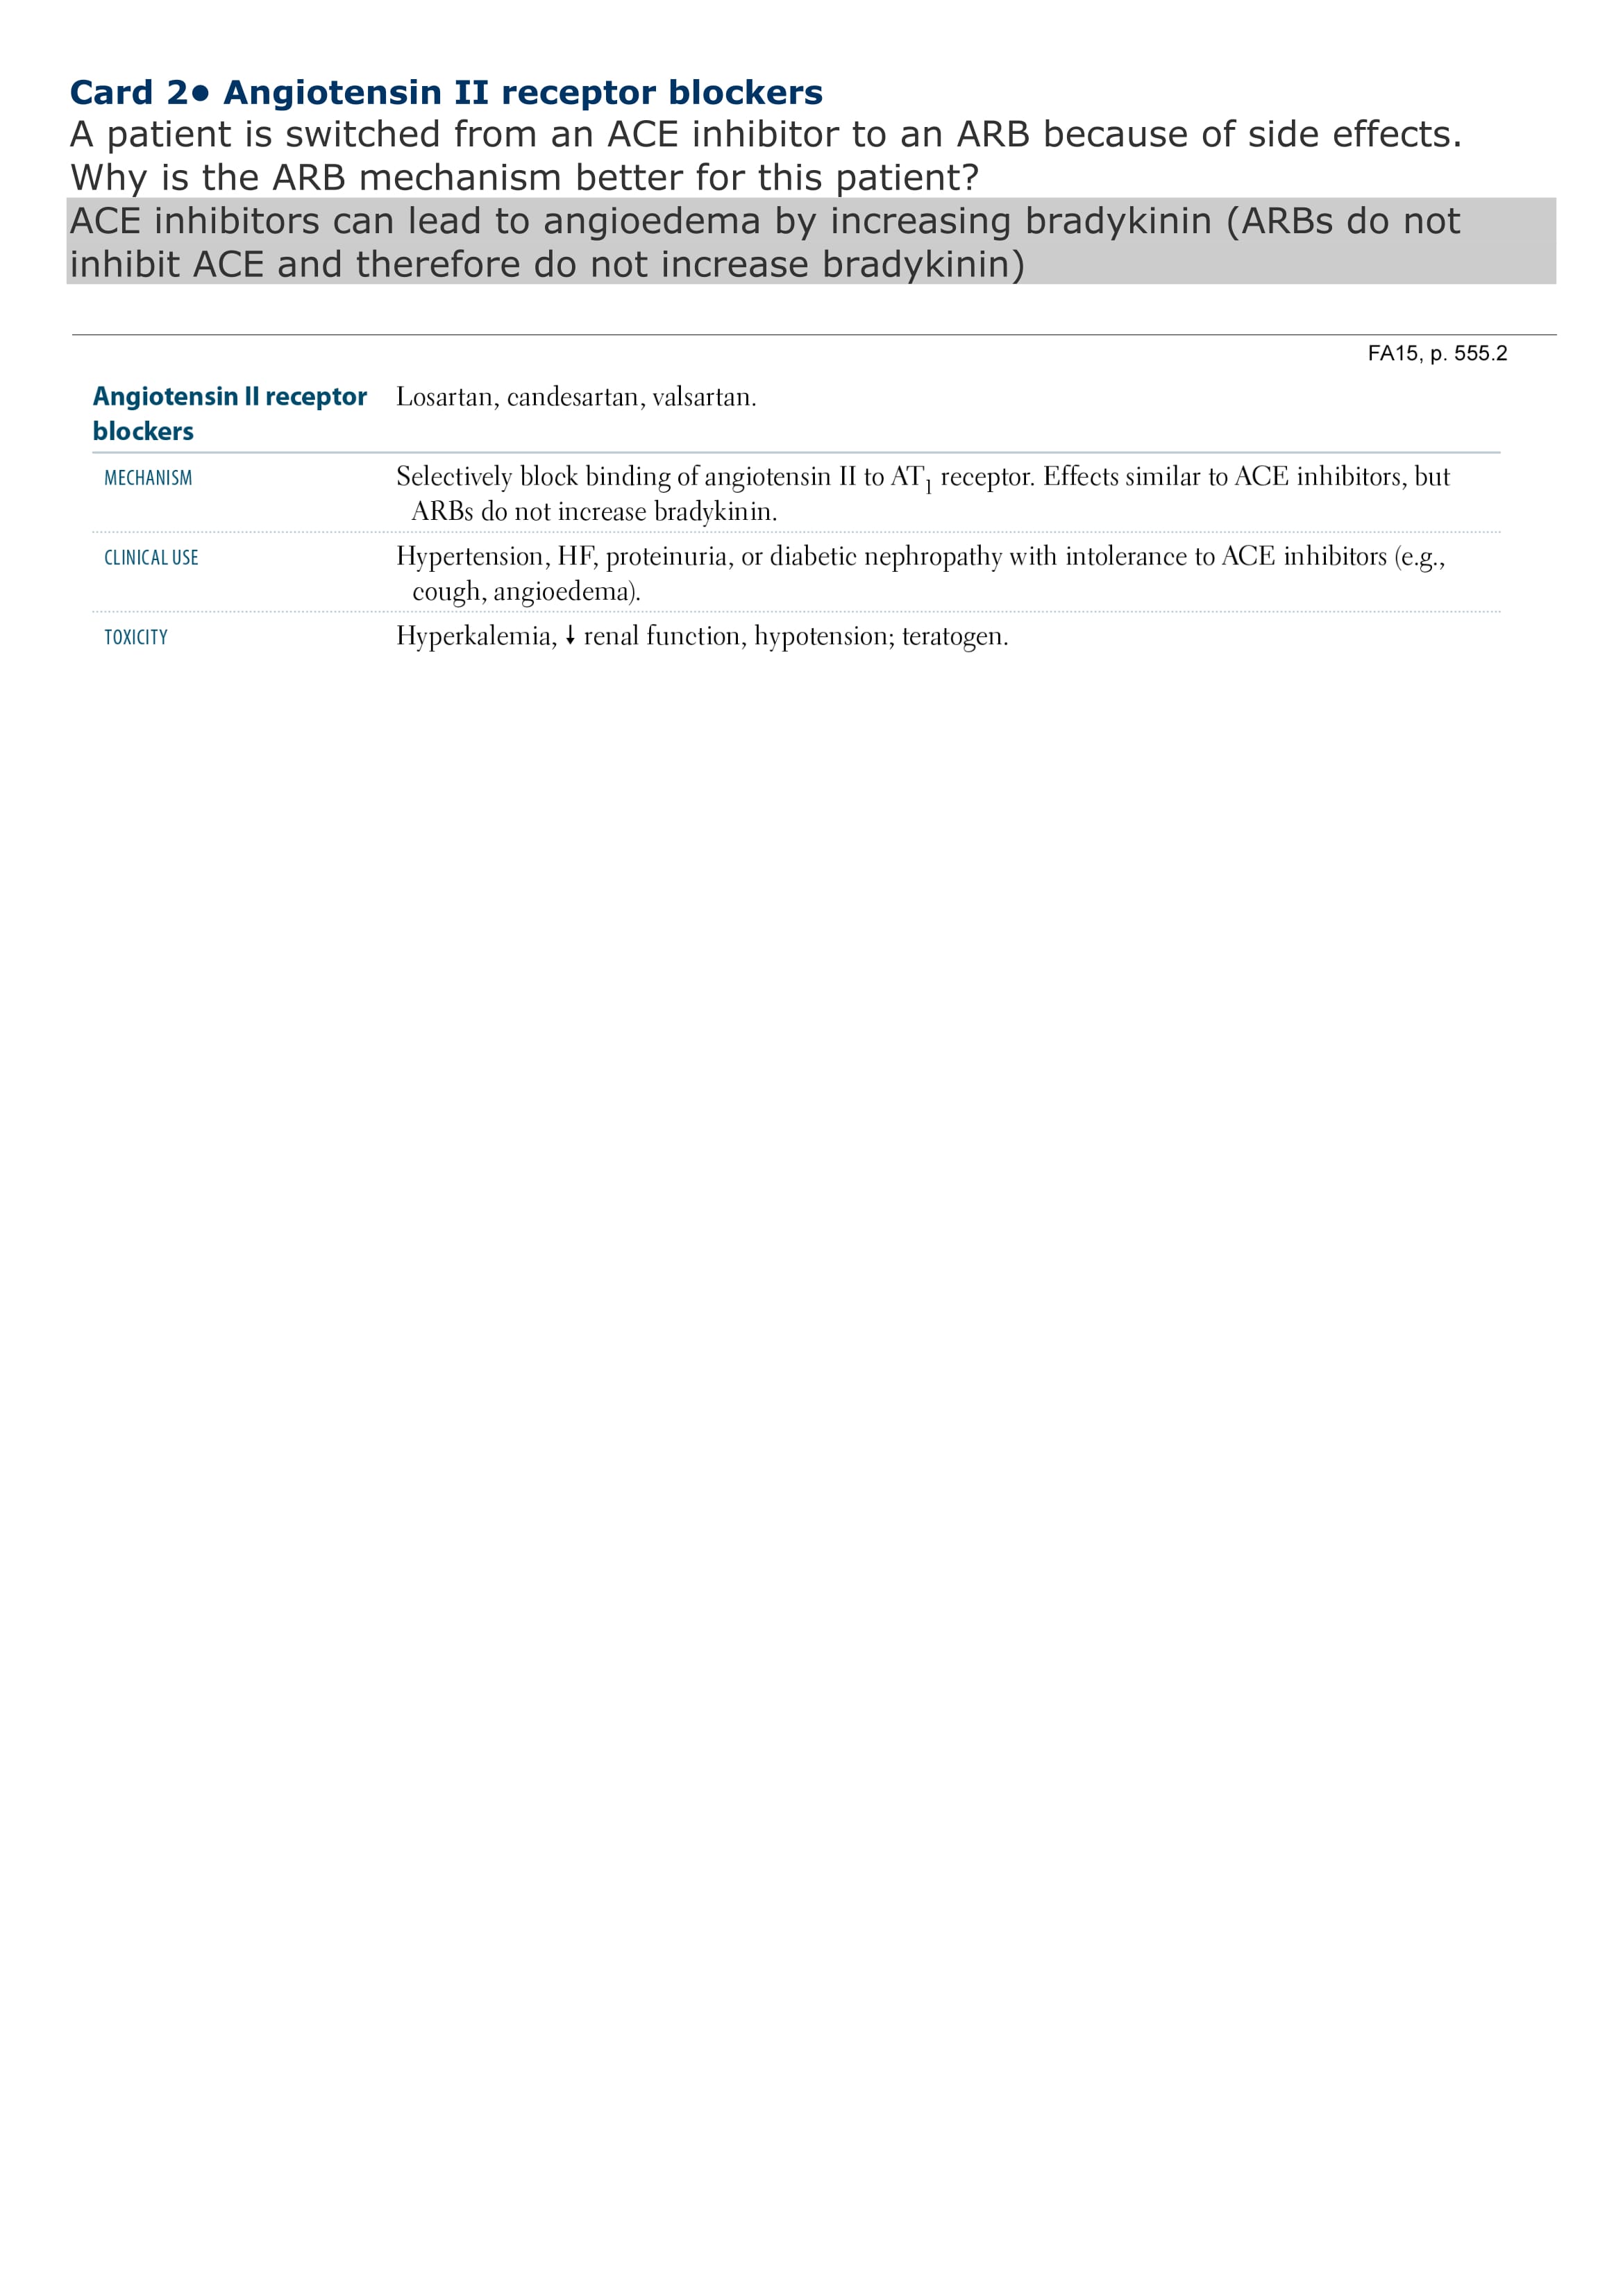 Card 2● Angiotensin II receptor blockers
A patient is switched from an ACE inhibitor to an ARB because of side effects.
Why is the ARB mechanism better for this patient?
ACE inhibitors can lead to angioedema by increasing bradykinin (ARBs do not
inhibit ACE and therefore do not increase bradykinin)
FA15, p. 555.2
Angiotensin II receptor blockers
Losartan, candesartan, valsartan.
MECHANISM
Selectively block binding of angiotensin II to AT₁ receptor. Effects similar to ACE inhibitors, but
ARBs do not increase bradykinin.
CLINICAL USE
Hypertension, HF, proteinuria, or diabetic nephropathy with intolerance to ACE inhibitors (e.g.,
cough, angioedema).
TOXICITY
Hyperkalemia, ↓ renal function, hypotension; teratogen.